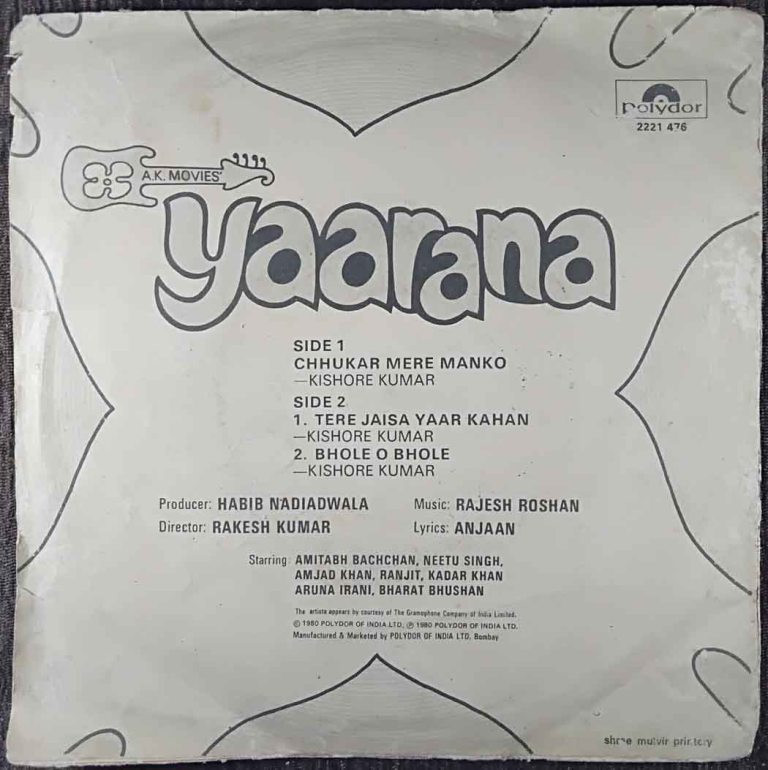 Polydor
2221 476
A.K. MOVIES'
yaarana
SIDE 1
CHHUKAR MERE MANKO
—KISHORE KUMAR
SIDE 2
1. TERE JAISA YAAR KAHAN
—KISHORE KUMAR
2. BHOLE O BHOLE
—KISHORE KUMAR
Producer: HABIB NADIADWALA Music: RAJESH ROSHAN
Director: RAKESH KUMAR Lyrics: ANJAAN
Starring: AMITABH BACHCHAN, NEETU SINGH,
AMJAD KHAN, RANJIT, KADAR KHAN
ARUNA IRANI, BHARAT BHUSHAN
The artiste appears by courtesy of The Gramophone Company of India Limited.
© 1980 POLYDOR OF INDIA LTD. ℗ 1980 POLYDOR OF INDIA LTD.
Manufactured & Marketed by POLYDOR OF INDIA LTD. Bombay